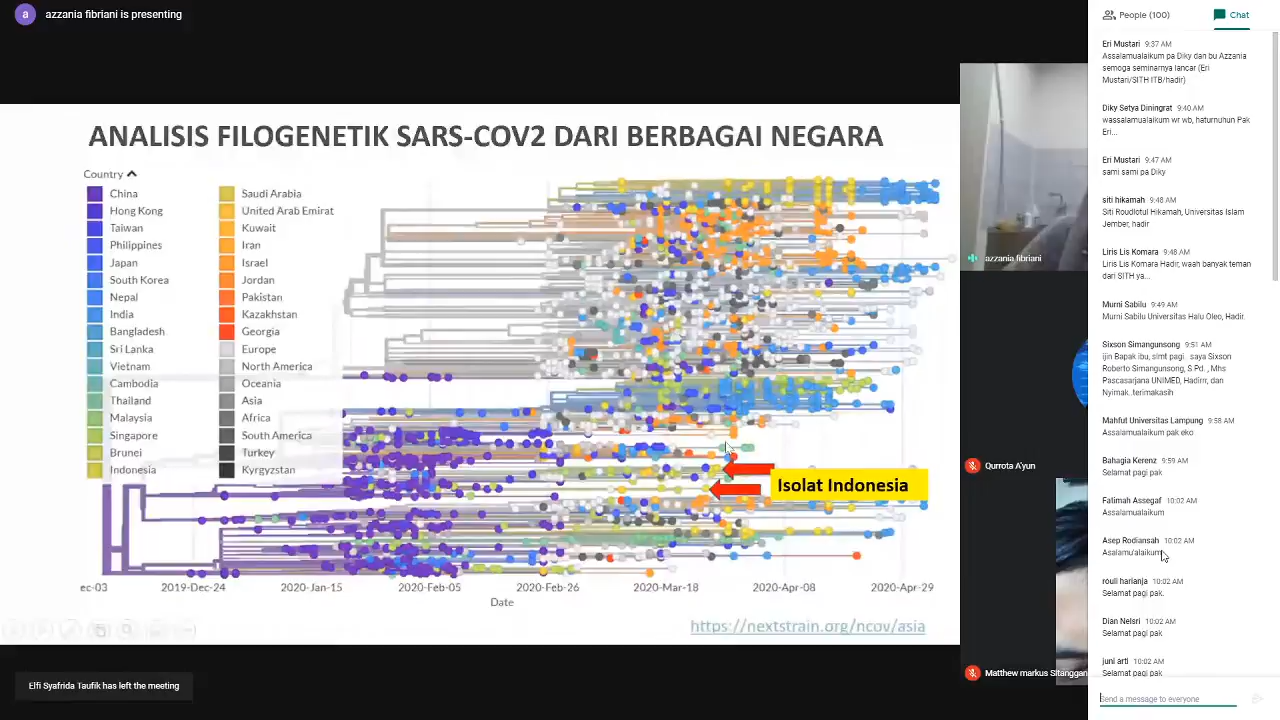 a
azzania fibriani is presenting
ANALISIS FILOGENETIK SARS-COV2 DARI BERBAGAI NEGARA
Country
China
Hong Kong
Taiwan
Philippines
Japan
South Korea
Nepal
India
Bangladesh
Sri Lanka
Vietnam
Cambodia
Thailand
Malaysia
Singapore
Brunei
Indonesia
Saudi Arabia
United Arab Emirat
Kuwait
Iran
Israel
Jordan
Pakistan
Kazakhstan
Georgia
Europe
North America
Oceania
Asia
Africa
South America
Turkey
Kyrgyzstan
Isolat Indonesia
ec-03 2019-Dec-24 2020-Jan-15 2020-Feb-05 2020-Feb-26 2020-Mar-18 2020-Apr-08 2020-Apr-29
Date
https://nextstrain.org/ncov/asia
Elfi Syafrida Taufik has left the meeting
azzania fibriani
Qurrota A'yun
Matthew markus Sitanggan
People (100)
Chat
Eri Mustari 9:37 AM
Assalamualaikum pa Diky dan bu Azzania
semoga seminarnya lancar (Eri
Mustari/SITH ITB/hadir)
Diky Setya Diningrat 9:40 AM
wassalamualaikum wr wb, haturnuhun Pak
Eri...
Eri Mustari 9:47 AM
sami sami pa Diky
siti hikamah 9:48 AM
Siti Roudlotul Hikamah, Universitas Islam
Jember, hadir
Liris Lis Komara 9:48 AM
Liris Lis Komara Hadir, waah banyak teman
dari SITH ya...
Murni Sabilu 9:49 AM
Murni Sabilu Universitas Halu Oleo, Hadir.
Sixson Simangunsong 9:51 AM
ijin Bapak ibu, slmt pagi saya Sixson
Roberto Simangunsong, S Pd. , Mhs
Pascasarjana UNIMED, Hadirrr, dan
Nyimak..terimakasih
Mahfut Universitas Lampung 9:58 AM
Assalamualaikum pak eko
Bahagia Kerenz 9:59 AM
Selamat pagi pak
Fatimah Assegaf 10:02 AM
Assalamualaikum
Asep Rodiansah 10:02 AM
Asalamu'alaikum
rouli harianja 10:02 AM
Selamat pagi pak.
Dian Nelsri 10:02 AM
Selamat pagi pak
juni arti 10:02 AM
Selamat pagi pak
Send a message to everyone